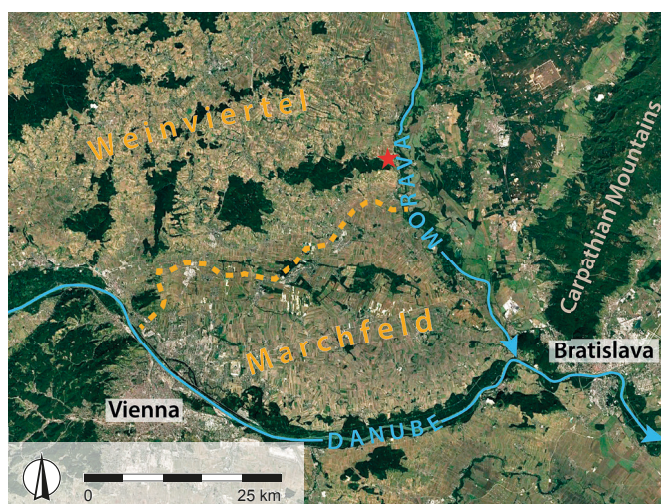 Weinviertel
MORAVA
Carpathian Mountains
Marchfeld
Bratislava
Vienna
DANUBE
0 25 km